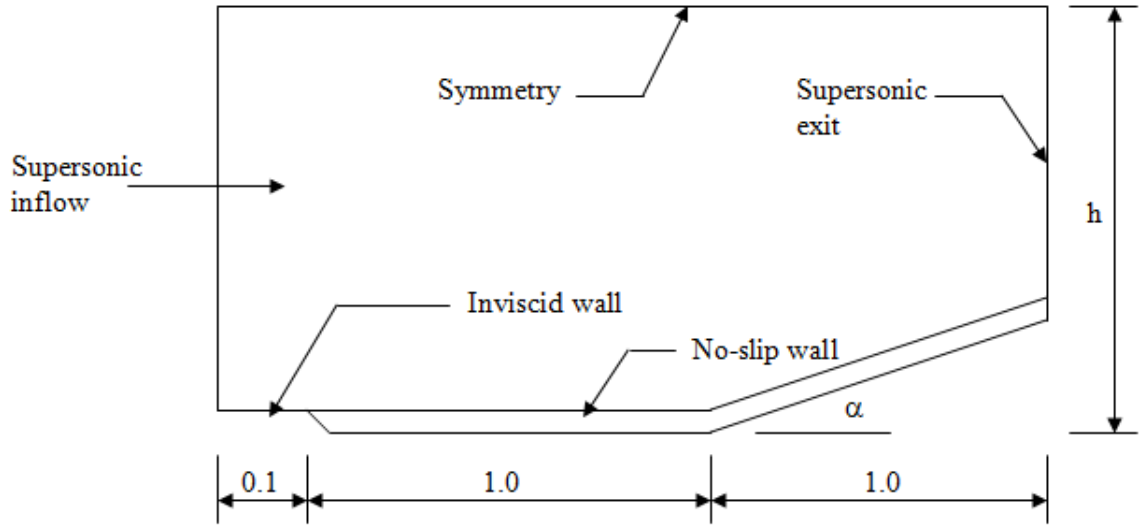 Symmetry
Supersonic
exit
Supersonic
inflow
h
Inviscid wall
No-slip wall
α
0.1
1.0
1.0